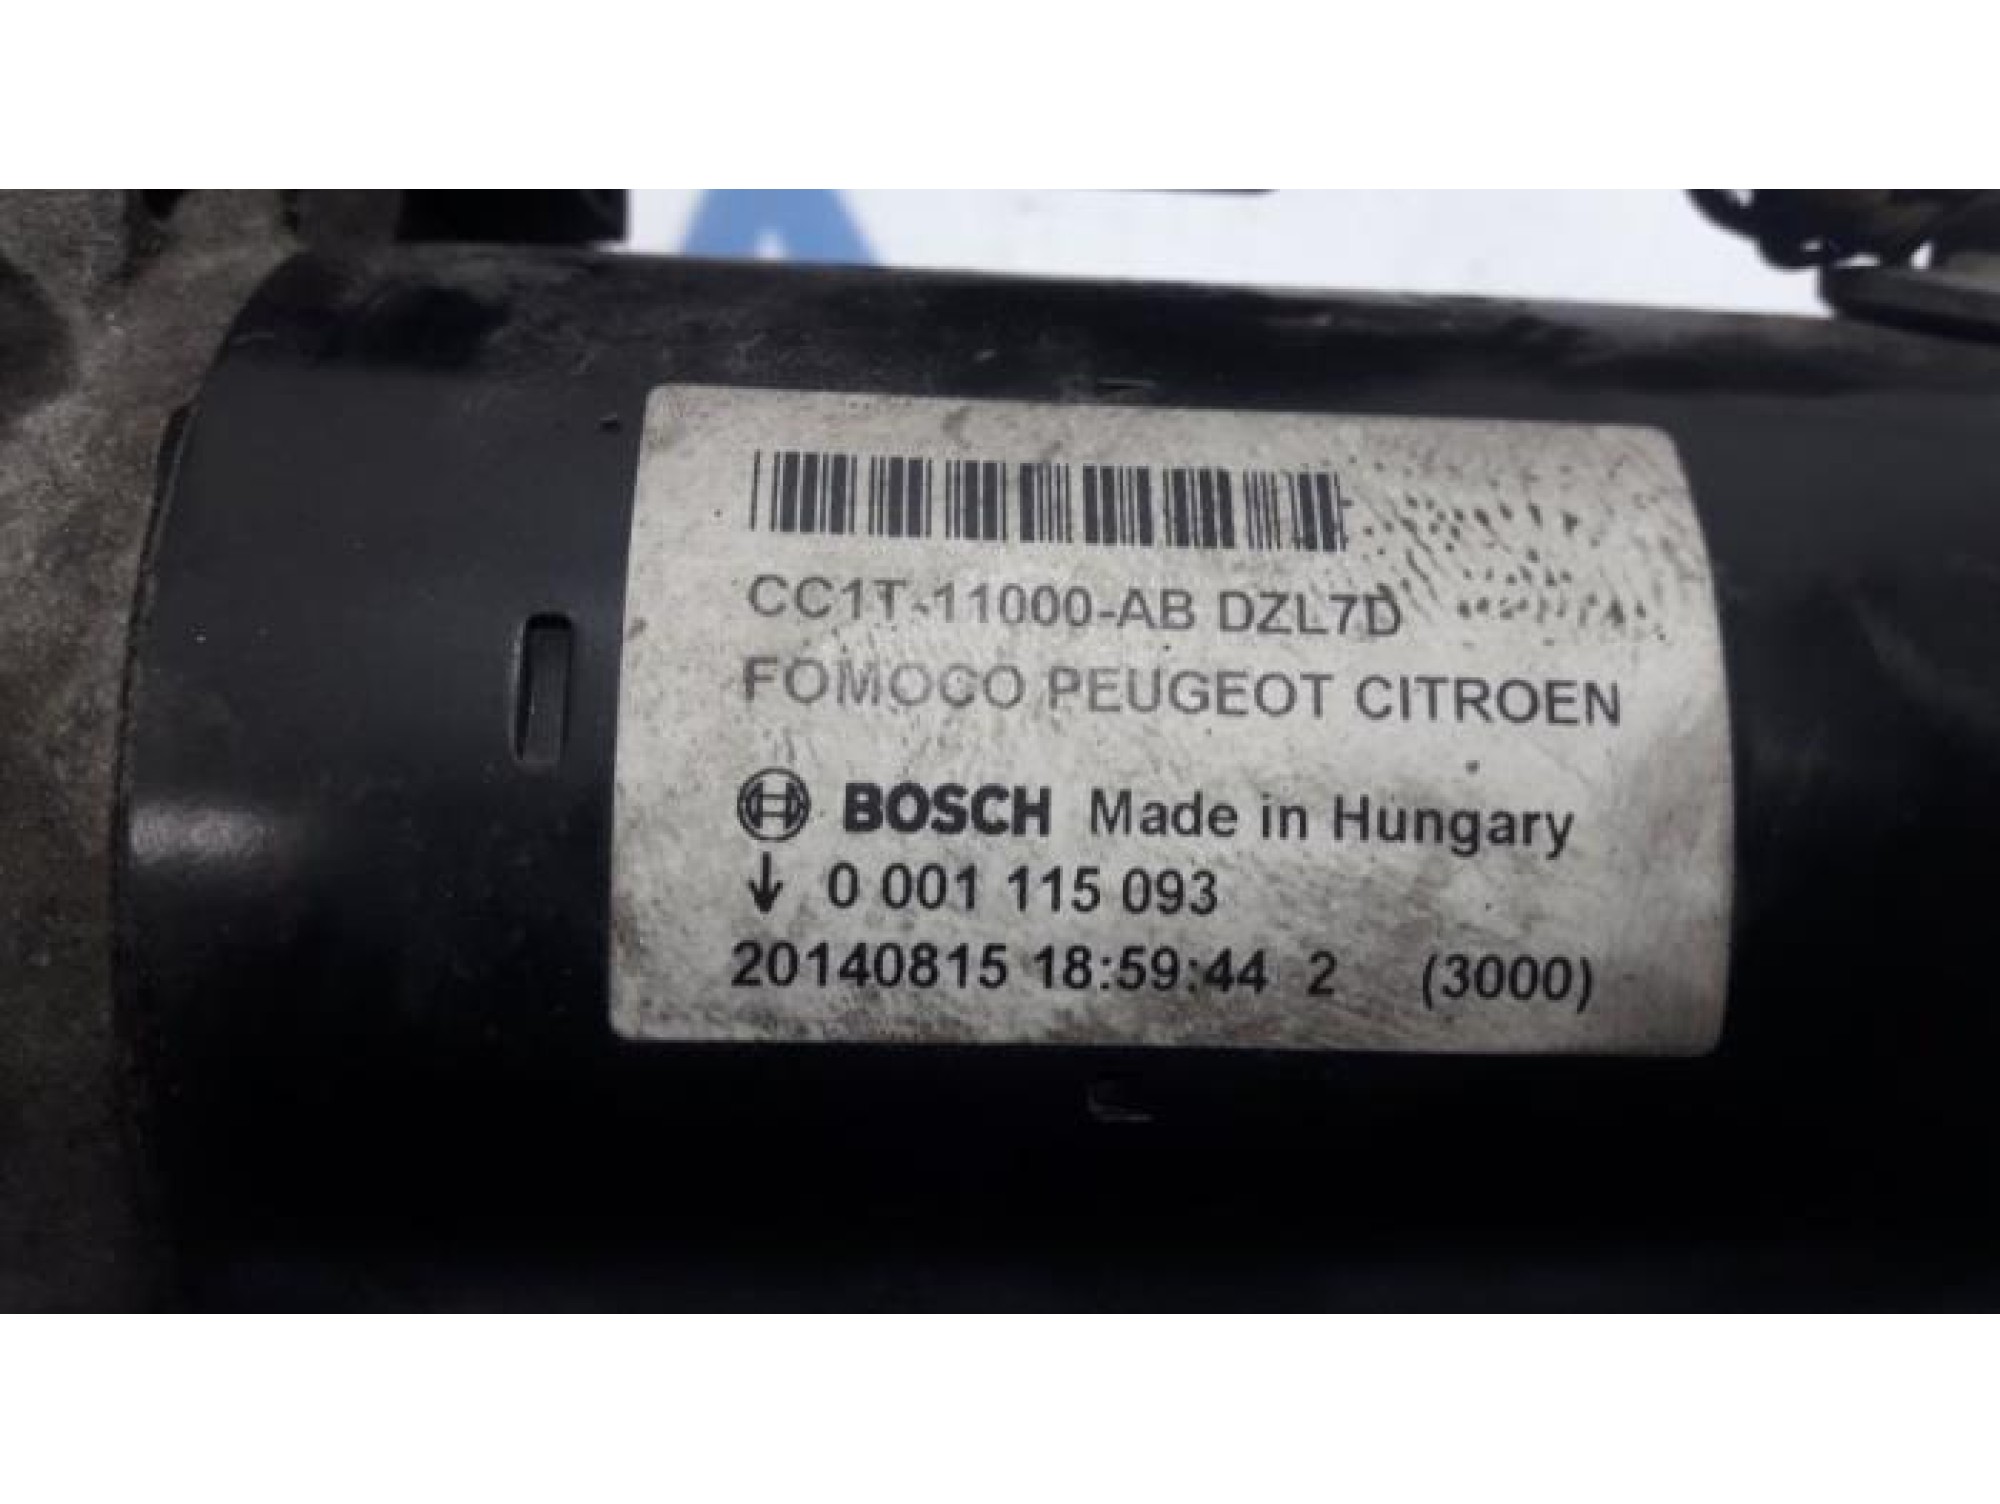 CC1T-11000-AB DZL7D
FOMOCO PEUGEOT CITROEN
BOSCH Made in Hungary
↓ 0 001 115 093
20140815 18:59:44 2 (3000)